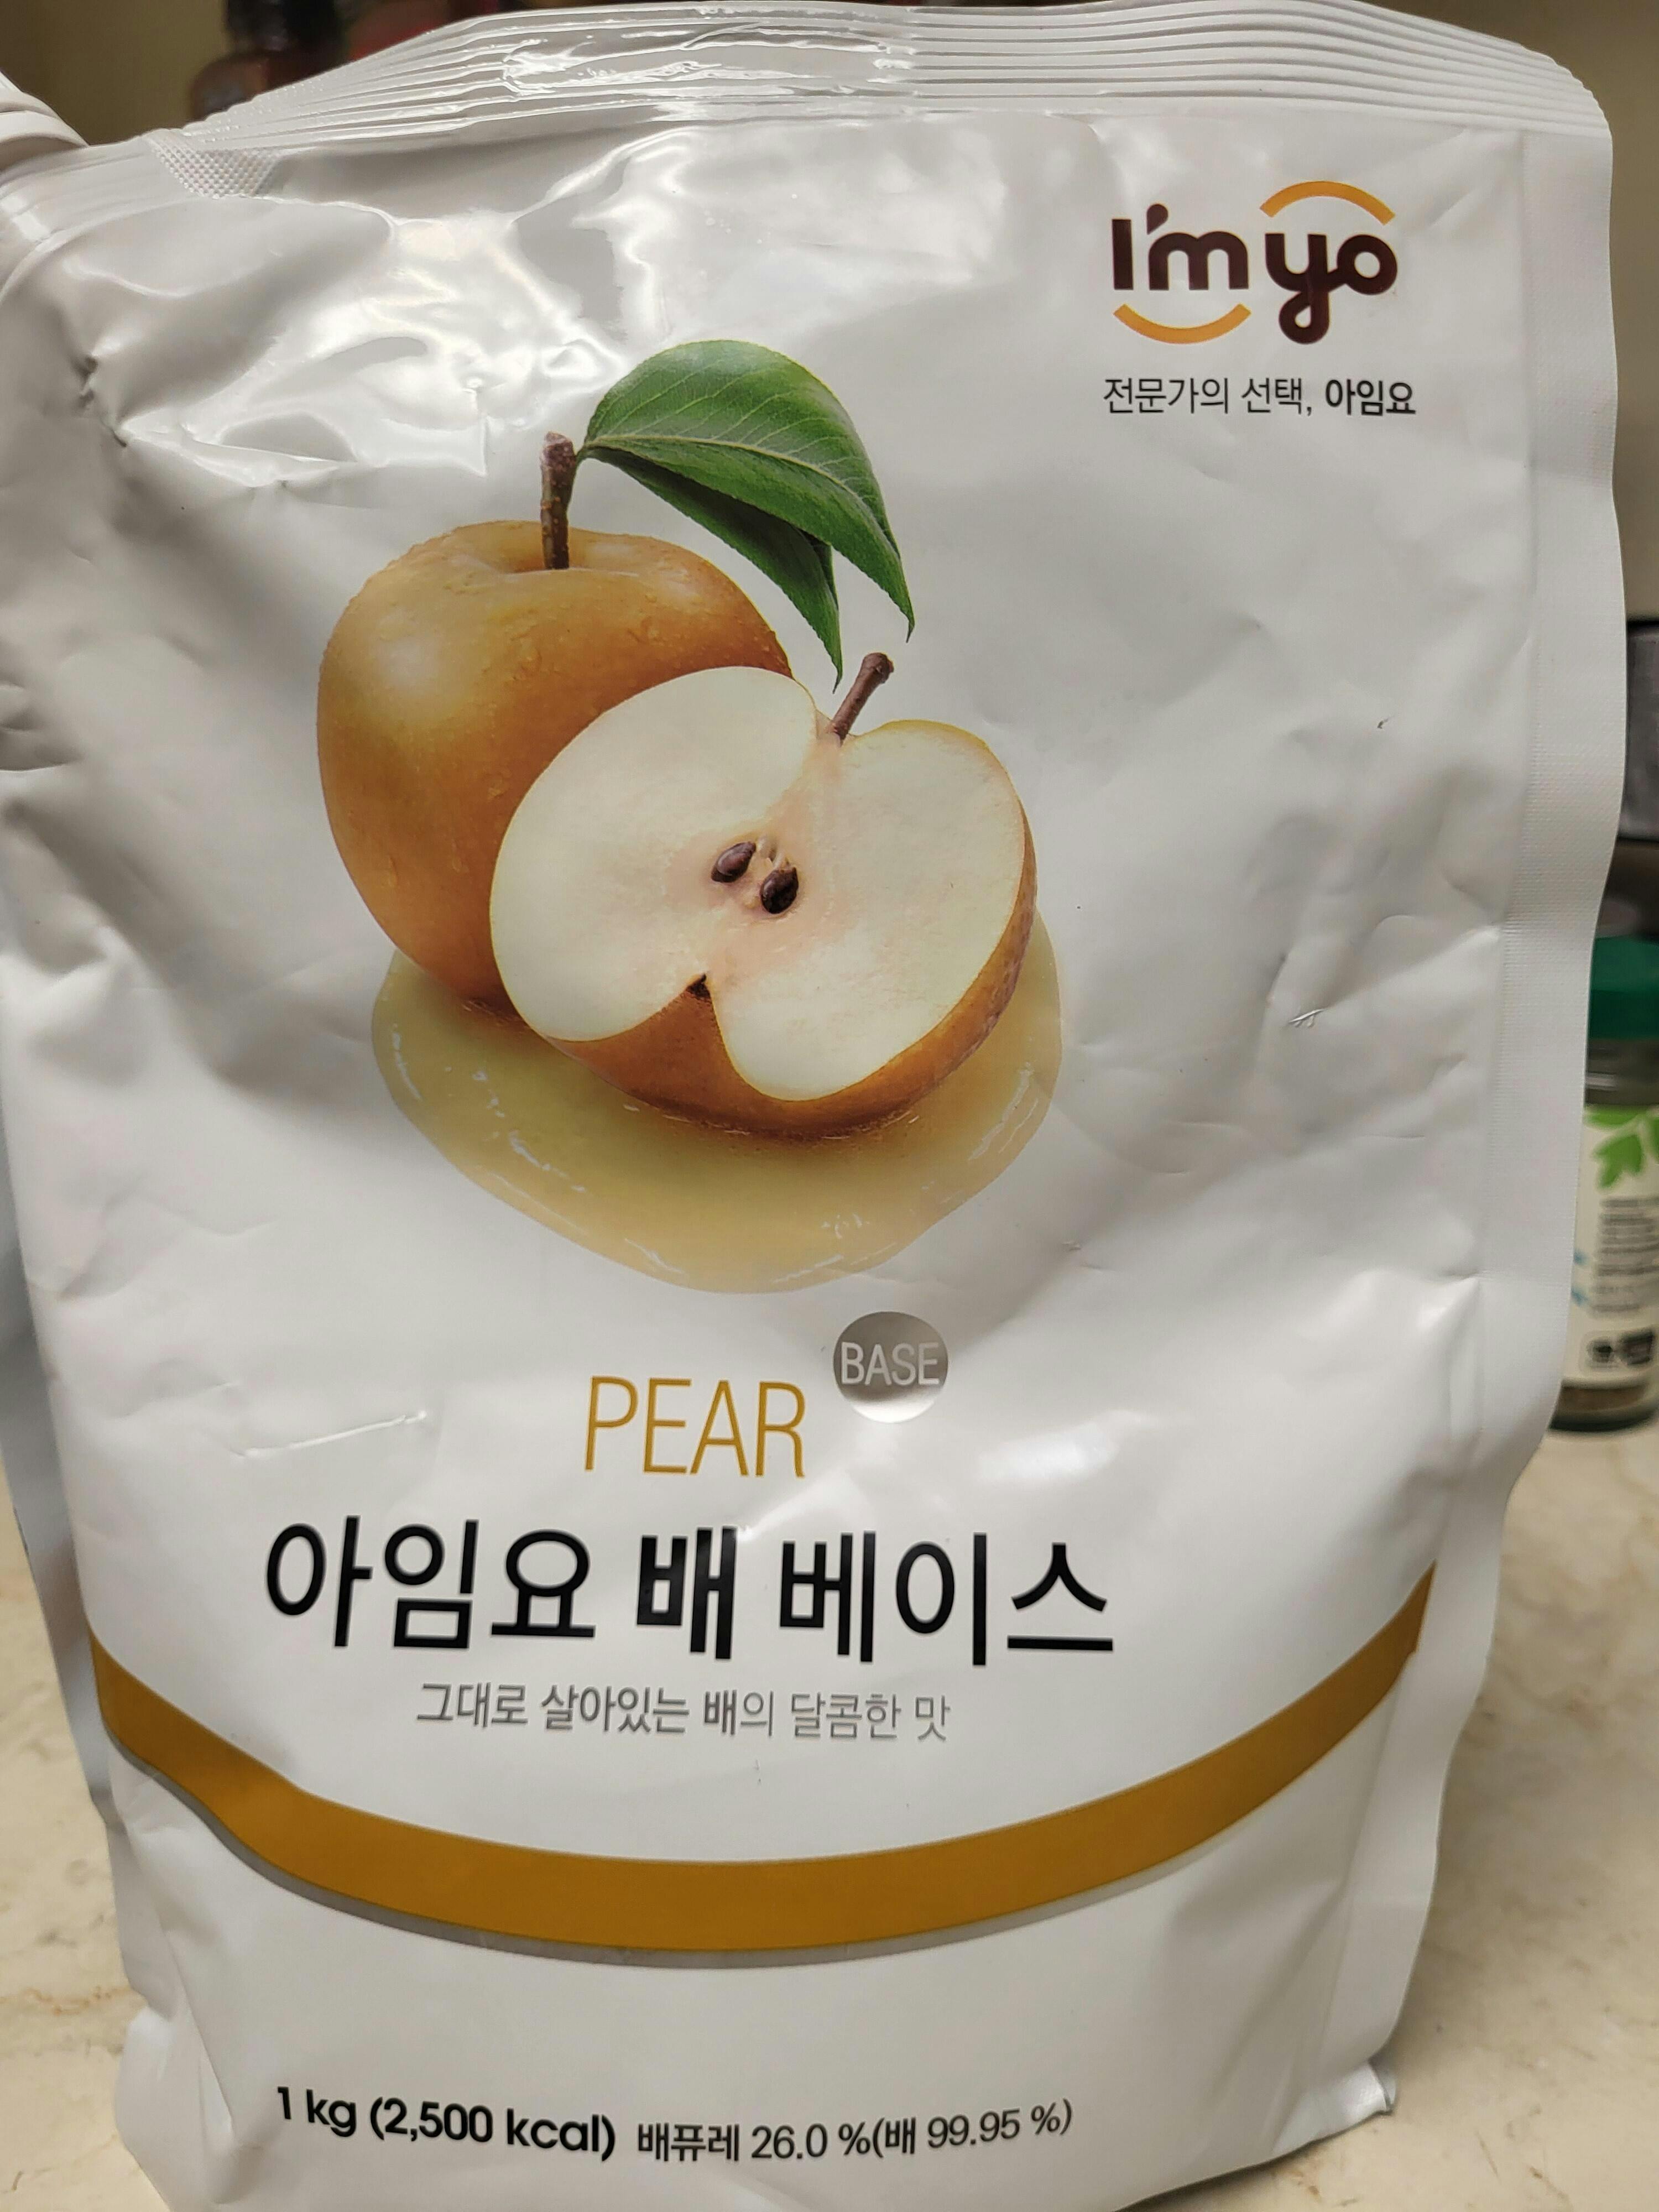 I'm yo
전문가의 선택, 아임요
BASE
PEAR
아임요 배 베이스
그대로 살아있는 배의 달콤한 맛
1 kg (2,500 kcal) 배퓨레 26.0 %(배 99.95 %)